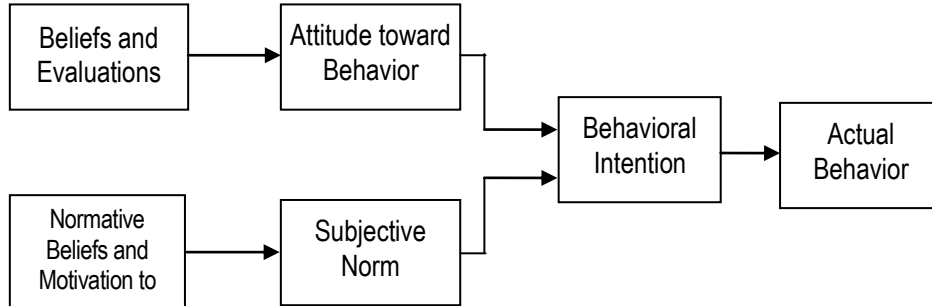 Beliefs and
Evaluations
Attitude toward
Behavior
Behavioral
Intention
Actual
Behavior
Normative
Beliefs and
Motivation to
Subjective
Norm